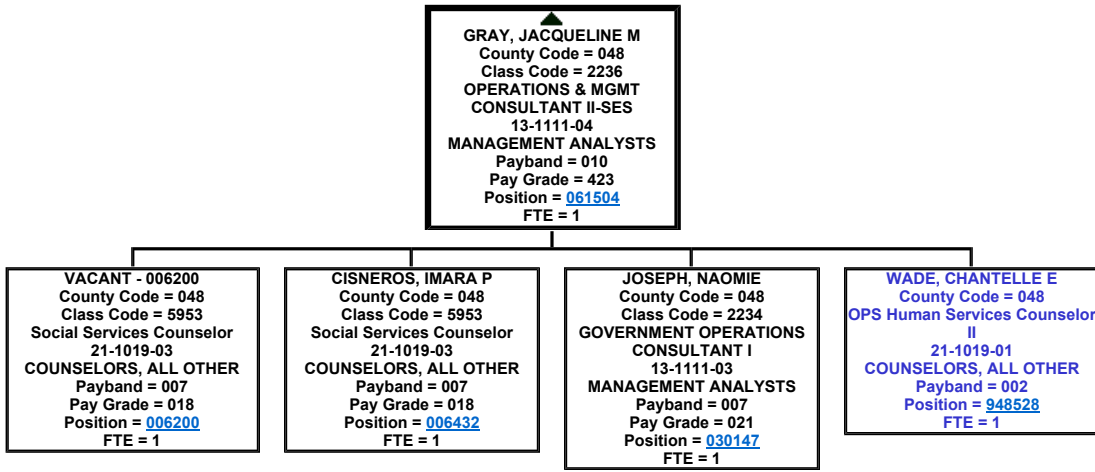 GRAY, JACQUELINE M
County Code = 048
Class Code = 2236
OPERATIONS & MGMT
CONSULTANT II-SES
13-1111-04
MANAGEMENT ANALYSTS
Payband = 010
Pay Grade = 423
Position = 061504
FTE = 1
VACANT - 006200
County Code = 048
Class Code = 5953
Social Services Counselor
21-1019-03
COUNSELORS, ALL OTHER
Payband = 007
Pay Grade = 018
Position = 006200
FTE = 1
CISNEROS, IMARA P
County Code = 048
Class Code = 5953
Social Services Counselor
21-1019-03
COUNSELORS, ALL OTHER
Payband = 007
Pay Grade = 018
Position = 006432
FTE = 1
JOSEPH, NAOMIE
County Code = 048
Class Code = 2234
GOVERNMENT OPERATIONS
CONSULTANT I
13-1111-03
MANAGEMENT ANALYSTS
Payband = 007
Pay Grade = 021
Position = 030147
FTE = 1
WADE, CHANTELLE E
County Code = 048
OPS Human Services Counselor
II
21-1019-01
COUNSELORS, ALL OTHER
Payband = 002
Position = 948528
FTE = 1